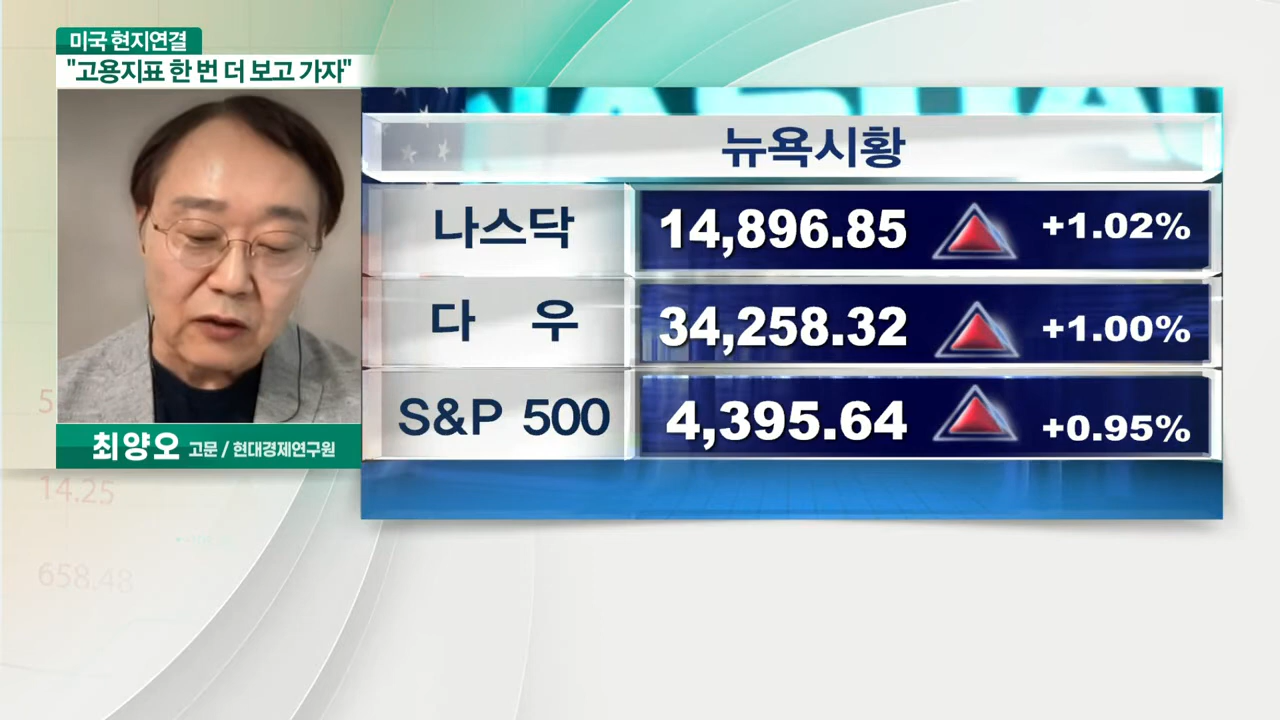 미국 현지연결
"고용지표 한 번 더 보고 가자"
뉴욕시황
나스닥 14,896.85 +1.02%
다우 34,258.32 +1.00%
S&P 500 4,395.64 +0.95%
최양오 고문 / 현대경제연구원
14.25
658.48